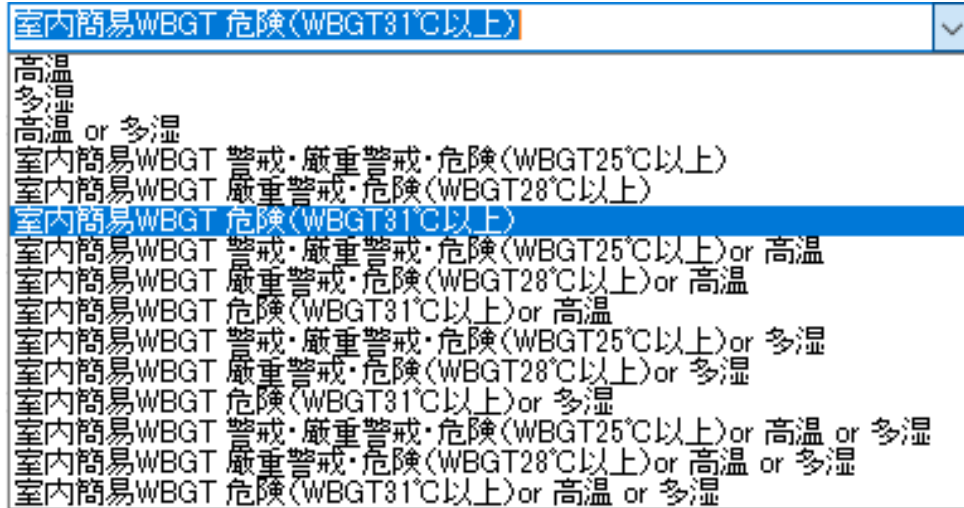 室内簡易WBGT 危険(WBGT31℃以上)
高温
多湿
高温 or 多湿
室内簡易WBGT 警戒・厳重警戒・危険(WBGT25℃以上)
室内簡易WBGT 厳重警戒・危険(WBGT28℃以上)
室内簡易WBGT 危険(WBGT31℃以上)
室内簡易WBGT 警戒・厳重警戒・危険(WBGT25℃以上)or 高温
室内簡易WBGT 厳重警戒・危険(WBGT28℃以上)or 高温
室内簡易WBGT 危険(WBGT31℃以上)or 高温
室内簡易WBGT 警戒・厳重警戒・危険(WBGT25℃以上)or 多湿
室内簡易WBGT 厳重警戒・危険(WBGT28℃以上)or 多湿
室内簡易WBGT 危険(WBGT31℃以上)or 多湿
室内簡易WBGT 警戒・厳重警戒・危険(WBGT25℃以上)or 高温 or 多湿
室内簡易WBGT 厳重警戒・危険(WBGT28℃以上)or 高温 or 多湿
室内簡易WBGT 危険(WBGT31℃以上)or 高温 or 多湿